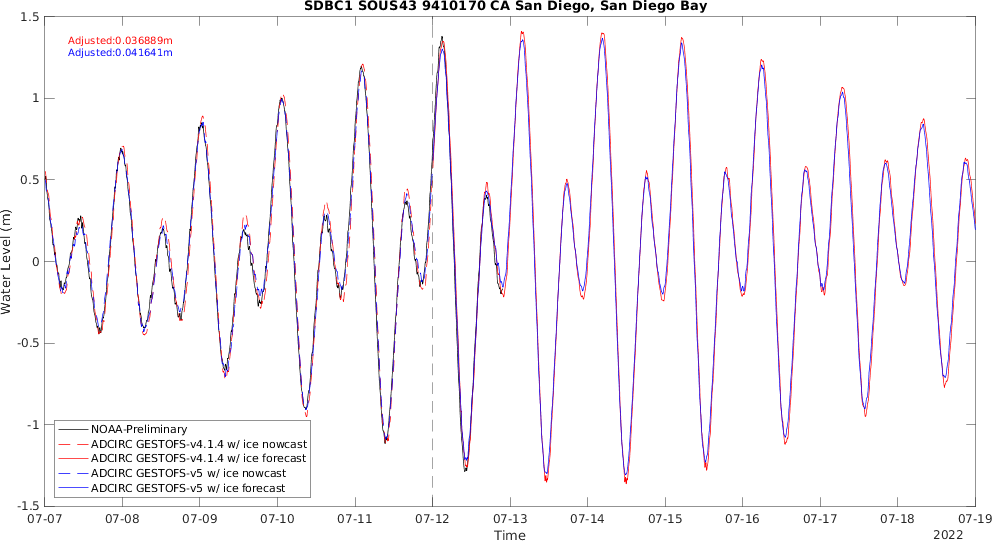 SDBC1 SOUS43 9410170 CA San Diego, San Diego Bay
Adjusted:0.036889m
Adjusted:0.041641m
1.5
1
0.5
0
-0.5
-1
-1.5
Water Level (m)
NOAA-Preliminary
ADCIRC GESTOFS-v4.1.4 w/ ice nowcast
ADCIRC GESTOFS-v4.1.4 w/ ice forecast
ADCIRC GESTOFS-v5 w/ ice nowcast
ADCIRC GESTOFS-v5 w/ ice forecast
07-07 07-08 07-09 07-10 07-11 07-12 07-13 07-14 07-15 07-16 07-17 07-18 07-19
Time
2022